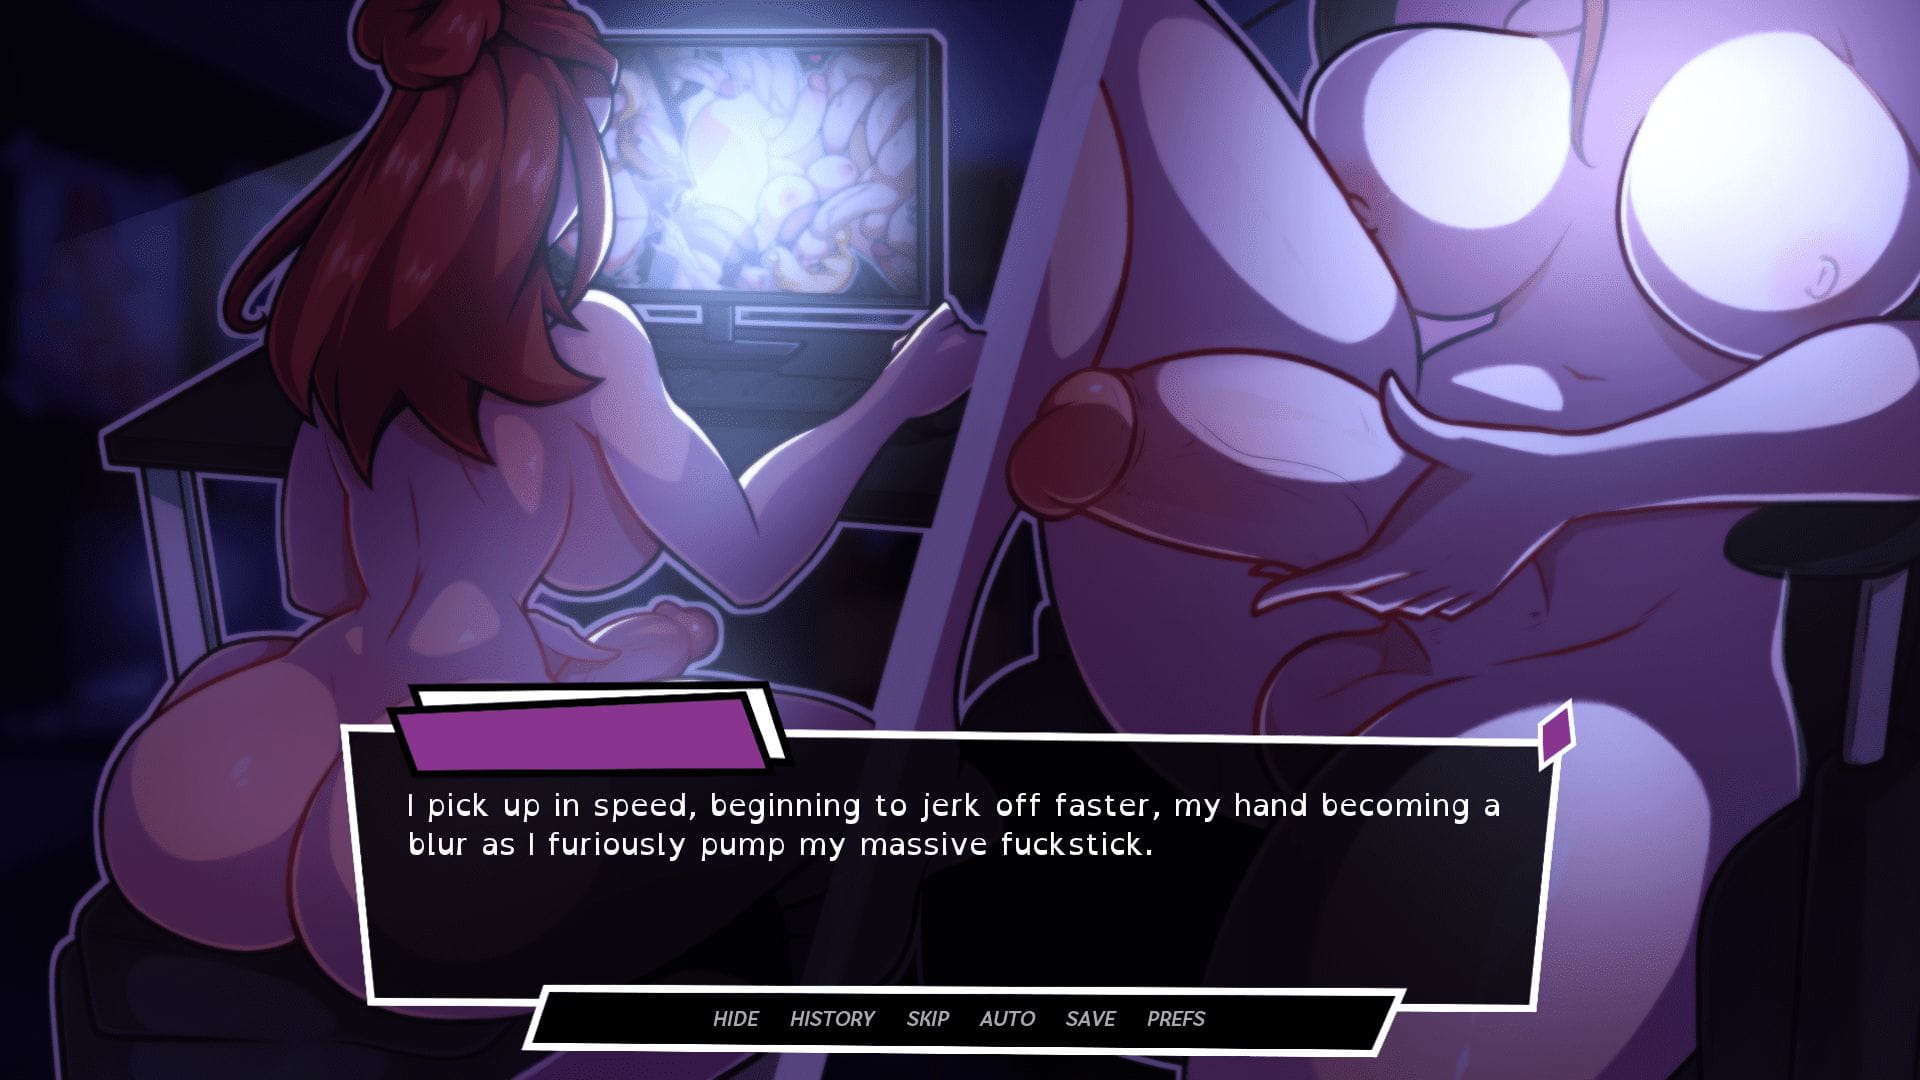 I pick up in speed, beginning to jerk off faster, my hand becoming a
blur as I furiously pump my massive fuckstick.
HIDE HISTORY SKIP AUTO SAVE PREFS